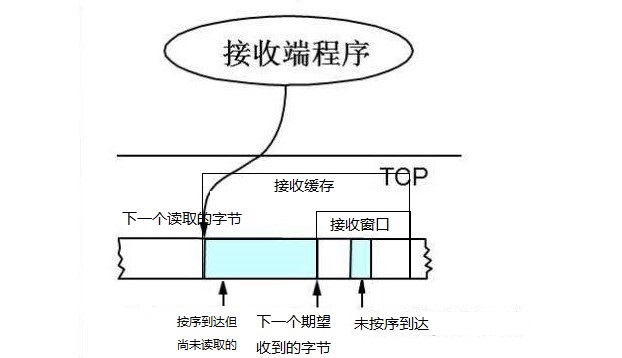 接收端程序
接收缓存
TCP
下一个读取的字节
接收窗口
按序到达但
尚未读取的
下一个期望
收到的字节
未按序到达